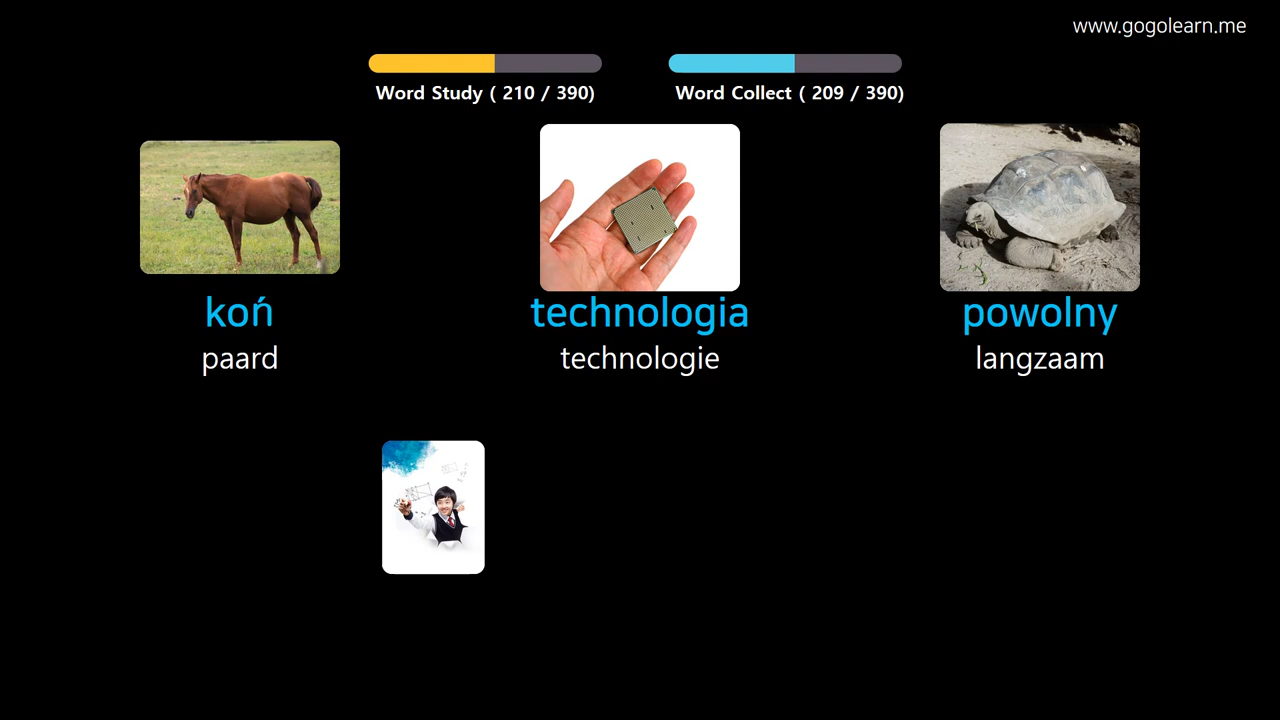 www.gogolearn.me
Word Study ( 210 / 390)
Word Collect ( 209 / 390)
koń
technologia
powolny
paard
technologie
langzaam